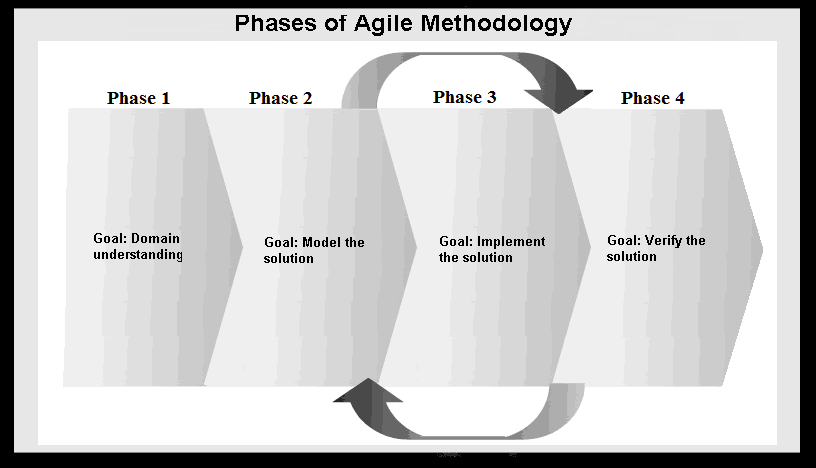 Phases of Agile Methodology
Phase 1
Phase 2
Phase 3
Phase 4
Goal: Domain
understanding
Goal: Model the
solution
Goal: Implement
the solution
Goal: Verify the
solution